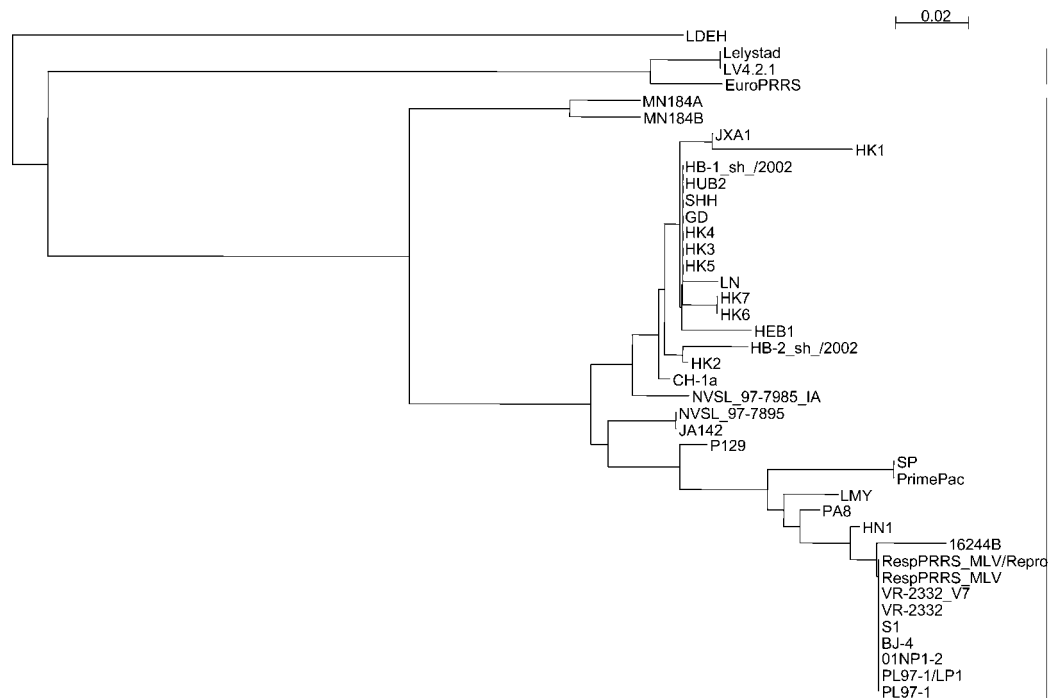 0.02
LDEH
Lelystad
LV4.2.1
EuroPRRS
MN184A
MN184B
JXA1
HK1
HB-1_sh_/2002
HUB2
SHH
GD
HK4
HK3
HK5
LN
HK7
HK6
HEB1
HB-2_sh_/2002
HK2
CH-1a
NVSL_97-7985_IA
NVSL_97-7895
JA142
P129
SP
PrimePac
LMY
PA8
HN1
16244B
RespPRRS_MLV/Repro
RespPRRS_MLV
VR-2332_V7
VR-2332
S1
BJ-4
01NP1-2
PL97-1/LP1
PL97-1